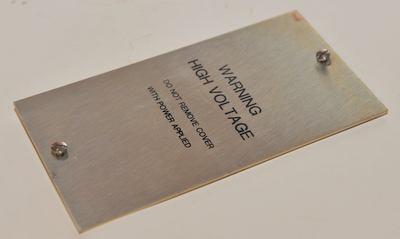 WARNING
HIGH VOLTAGE
DO NOT REMOVE COVER
WITH POWER APPLIED